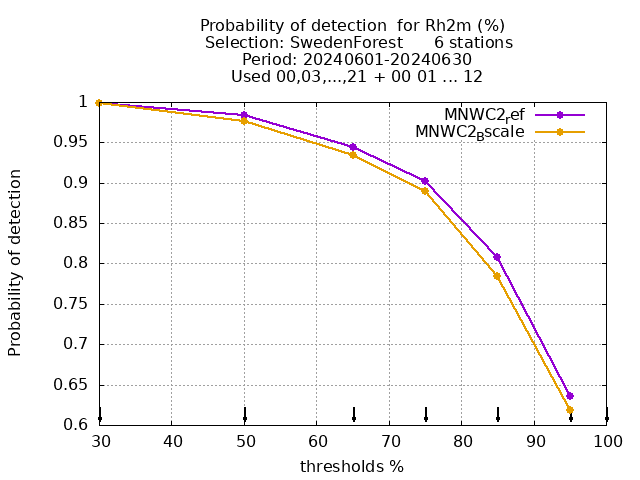 Probability of detection  for Rh2m (%)
Selection: SwedenForest      6 stations
Period: 20240601-20240630
Used 00,03,...,21 + 00 01 ... 12
MNWC2ref
MNWC2Bscale
1
0.95
0.9
0.85
0.8
0.75
0.7
0.65
0.6
Probability of detection
30 40 50 60 70 80 90 100
thresholds %